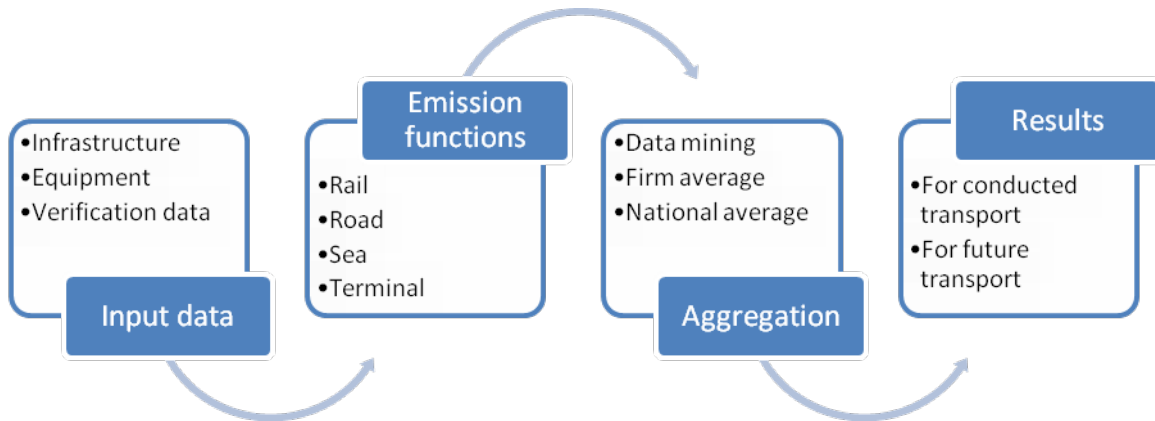 •Infrastructure
•Equipment
•Verification data
Input data
Emission
functions
•Rail
•Road
•Sea
•Terminal
•Data mining
•Firm average
•National average
Aggregation
Results
•For conducted
transport
•For future
transport